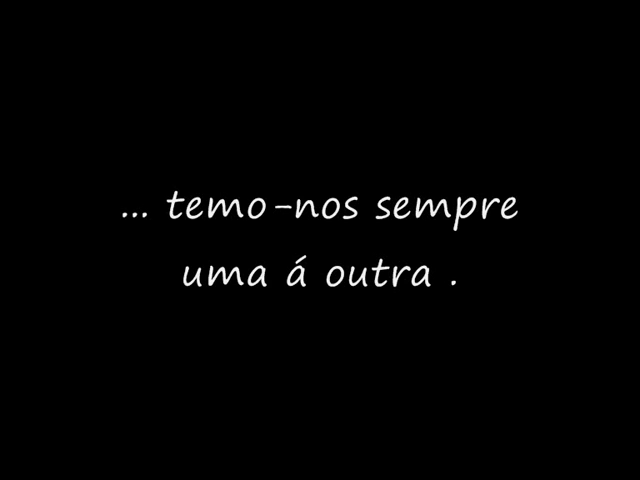 ... temo-nos sempre
uma á outra .